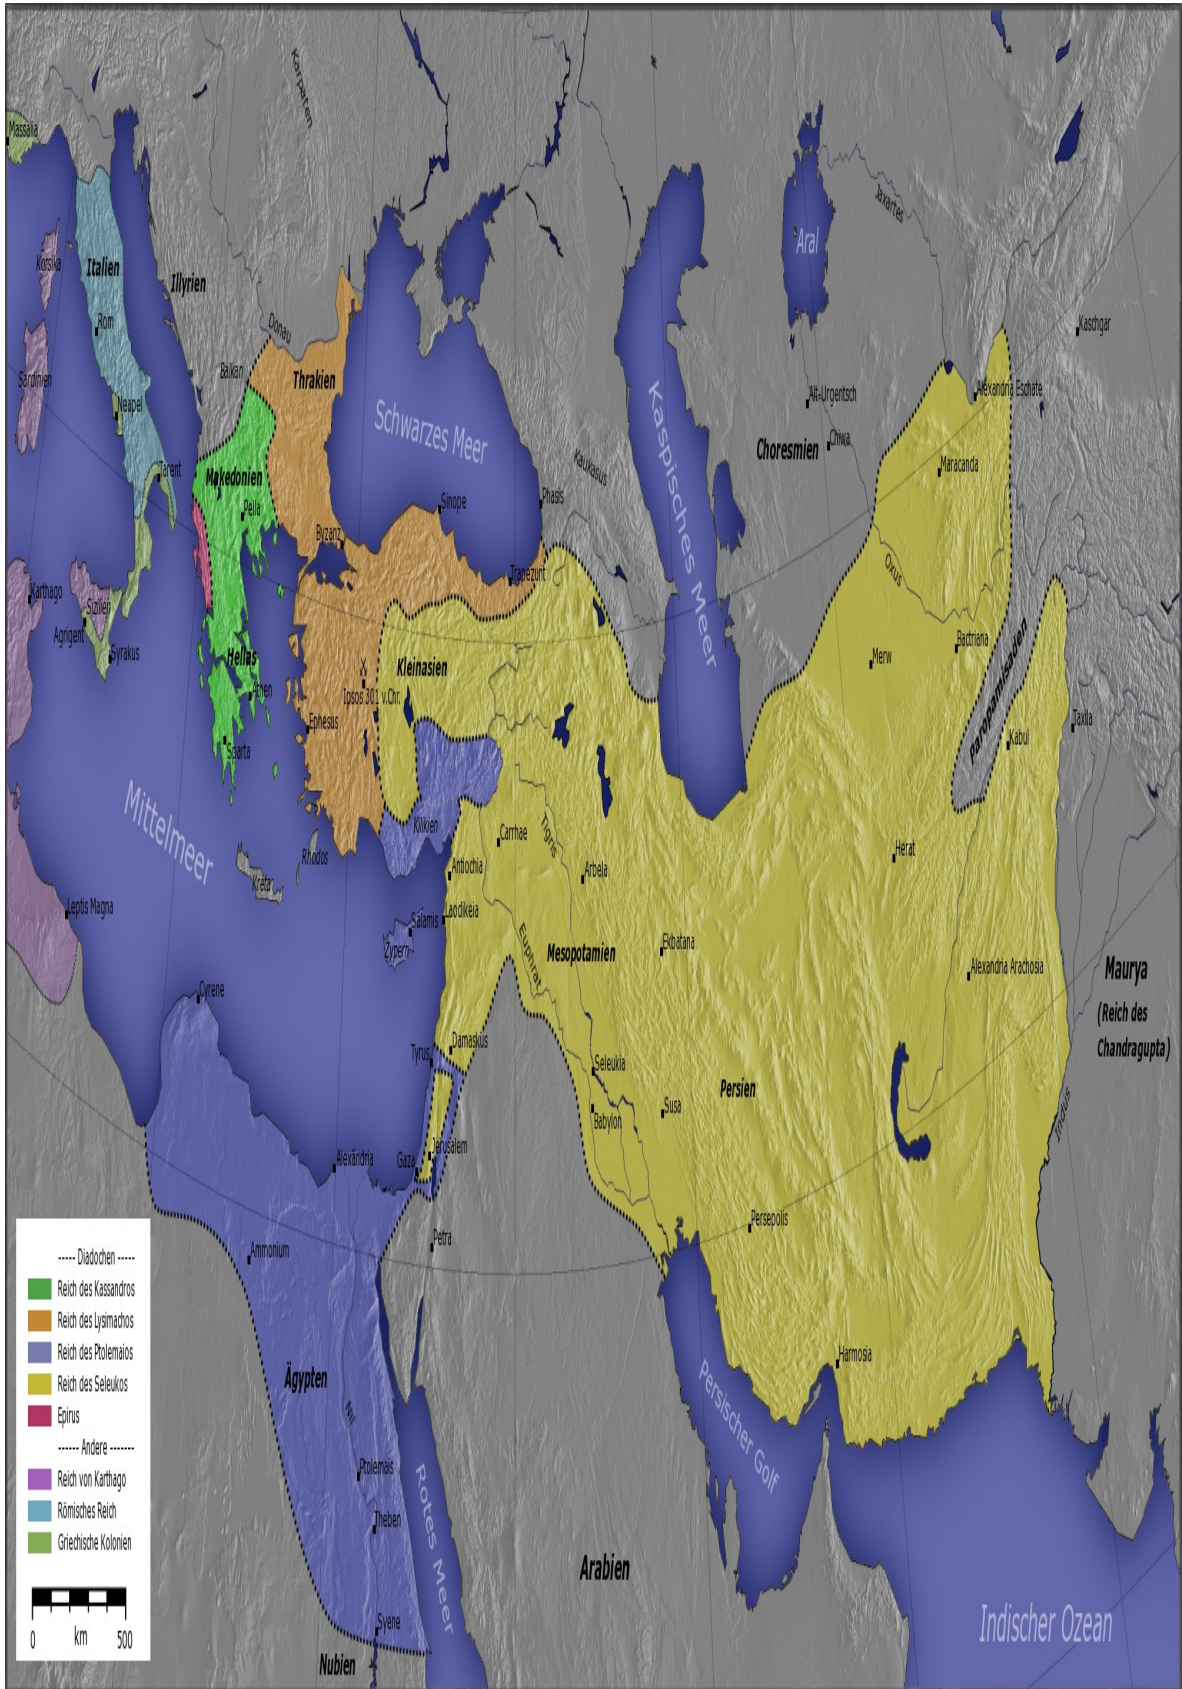 Karpaten
Massalia
Jaxartes
Aral
Korsika
Italien
Illyrien
Rom
Donau
Kaschgar
Balkan
Thrakien
Sardinien
Neapel
Schwarzes Meer
Kaspisches Meer
Alt-Urgentsch
Alexandria Eschate
Choresmien
Chiwa
Tarent
Makedonien
Kaukasus
Maracanda
Pella
Sinope
Phasis
Byzanz
Oxus
Karthago
Trapezunt
Sizilien
Agrigent
Syrakus
Hellas
Kleinasien
Merw
Bactriana
Athen
Ipsos 301 v.Chr.
Paropamisaden
Ephesus
Kabul
Taxila
Sparta
Mittelmeer
Kilikien
Tigris
Carrhae
Rhodos
Antiochia
Arbela
Herat
Kreta
Leptis Magna
Salamis
Laodikeia
Zypern
Euphrat
Mesopotamien
Ekbatana
Alexandria Arachosia
Maurya
(Reich des
Chandragupta)
Cyrene
Tyrus
Damaskus
Seleukia
Persien
Susa
Babylon
Indus
Alexandria
Gaza
Jerusalem
Persepolis
Petra
Ammonium
----- Diadochen -----
Reich des Kassandros
Reich des Lysimachos
Reich des Ptolemaios
Reich des Seleukos
Epirus
------ Andere -------
Reich von Karthago
Römisches Reich
Griechische Kolonien
0 km 500
Ägypten
Nil
Harmosia
Persischer Golf
Ptolemais
Rotes Meer
Theben
Arabien
Indischer Ozean
Syene
Nubien